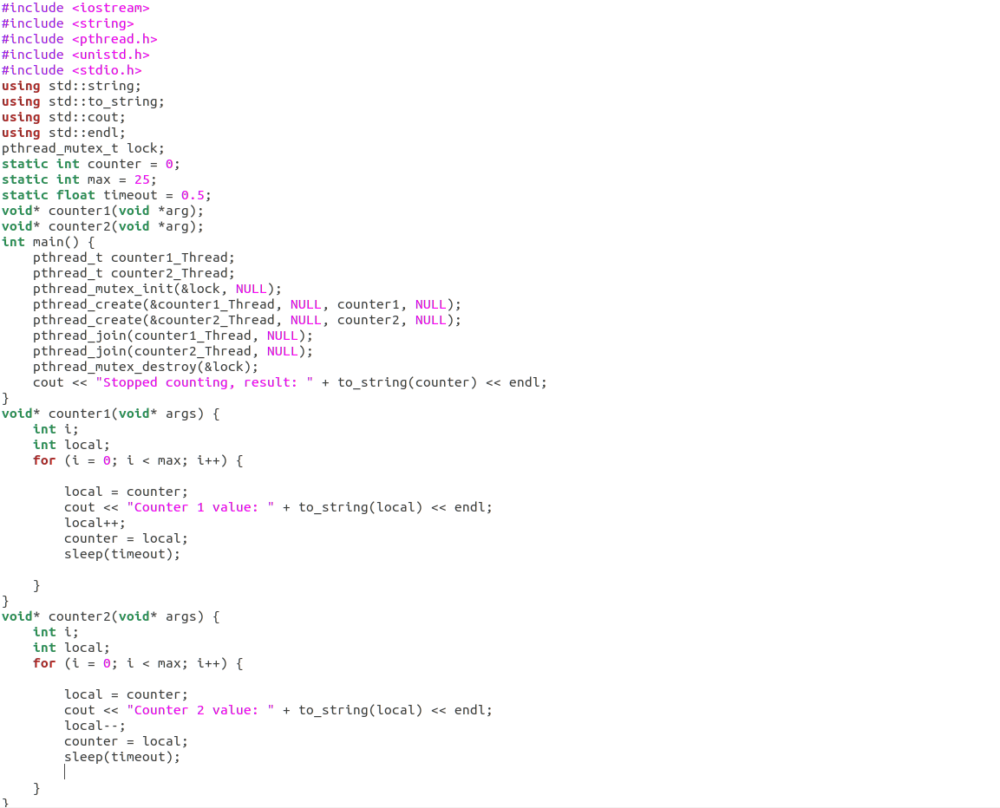 #include <iostream>
#include <string>
#include <pthread.h>
#include <unistd.h>
#include <stdio.h>
using std::string;
using std::to_string;
using std::cout;
using std::endl;
pthread_mutex_t lock;
static int counter = 0;
static int max = 25;
static float timeout = 0.5;
void* counter1(void *arg);
void* counter2(void *arg);
int main() {
    pthread_t counter1_Thread;
    pthread_t counter2_Thread;
    pthread_mutex_init(&lock, NULL);
    pthread_create(&counter1_Thread, NULL, counter1, NULL);
    pthread_create(&counter2_Thread, NULL, counter2, NULL);
    pthread_join(counter1_Thread, NULL);
    pthread_join(counter2_Thread, NULL);
    pthread_mutex_destroy(&lock);
    cout << "Stopped counting, result: " + to_string(counter) << endl;
}
void* counter1(void* args) {
    int i;
    int local;
    for (i = 0; i < max; i++) {

        local = counter;
        cout << "Counter 1 value: " + to_string(local) << endl;
        local++;
        counter = local;
        sleep(timeout);

    }
}
void* counter2(void* args) {
    int i;
    int local;
    for (i = 0; i < max; i++) {

        local = counter;
        cout << "Counter 2 value: " + to_string(local) << endl;
        local--;
        counter = local;
        sleep(timeout);

    }
}